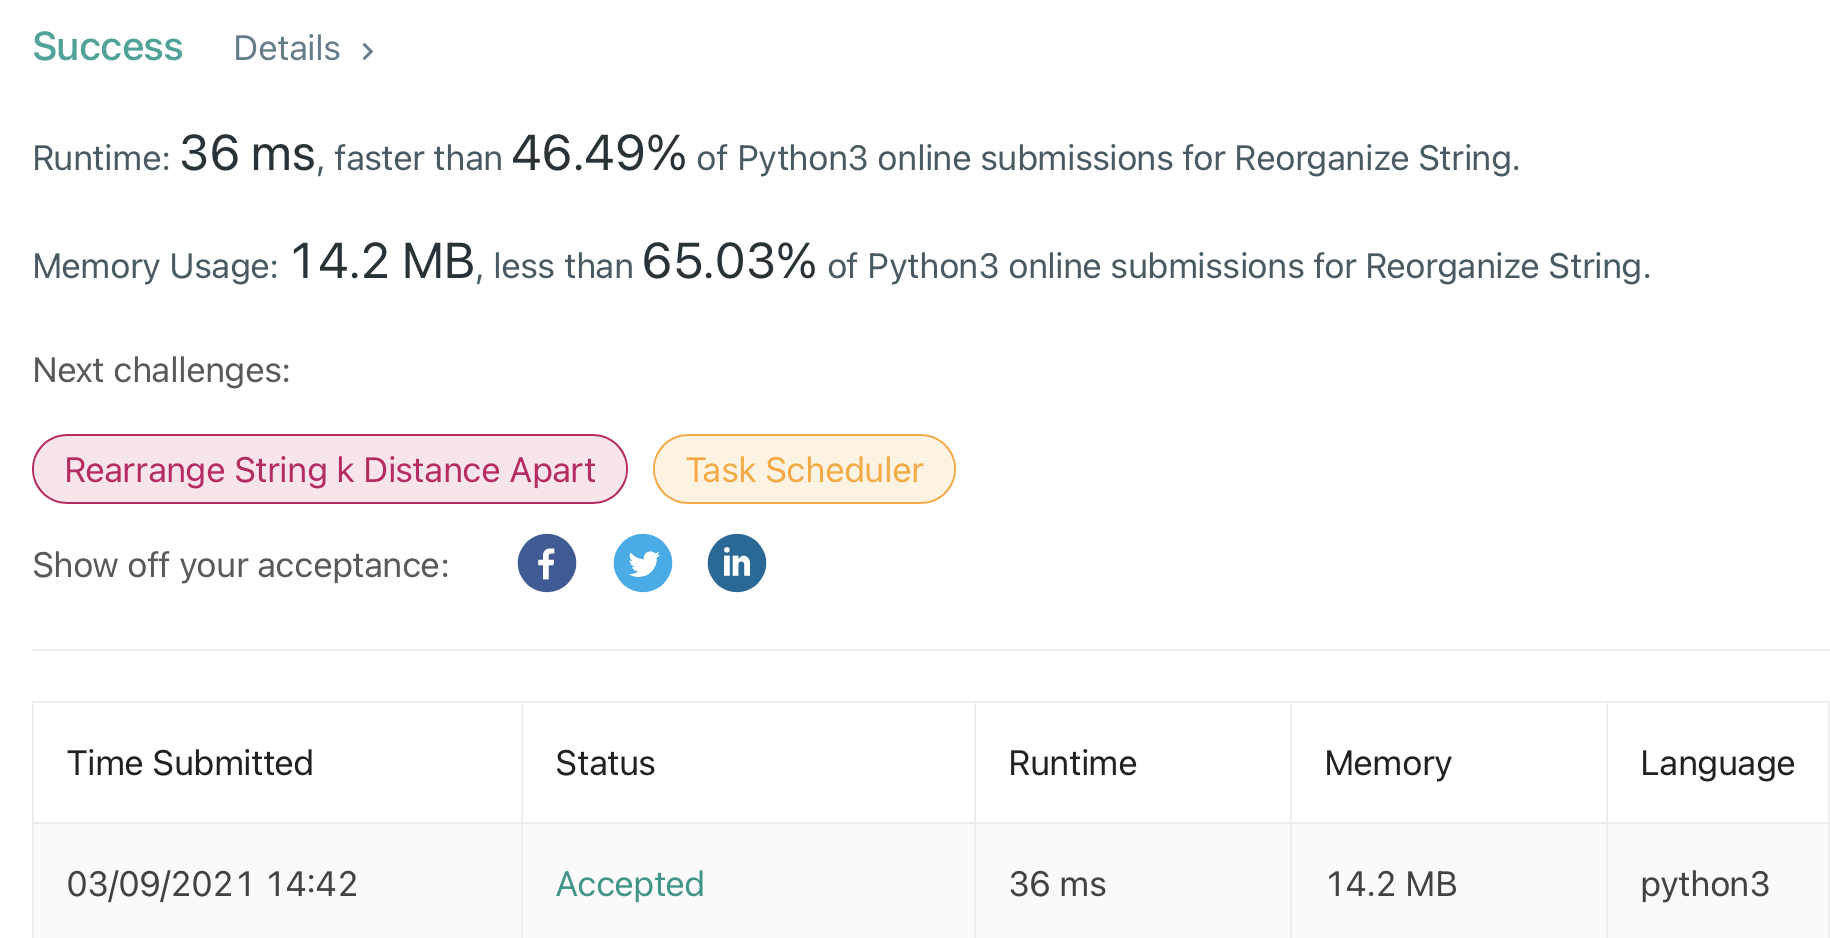 Success Details >
Runtime: 36 ms, faster than 46.49% of Python3 online submissions for Reorganize String.
Memory Usage: 14.2 MB, less than 65.03% of Python3 online submissions for Reorganize String.
Next challenges:
Rearrange String k Distance Apart Task Scheduler
Show off your acceptance: f in
Time Submitted Status Runtime Memory Language
03/09/2021 14:42 Accepted 36 ms 14.2 MB python3